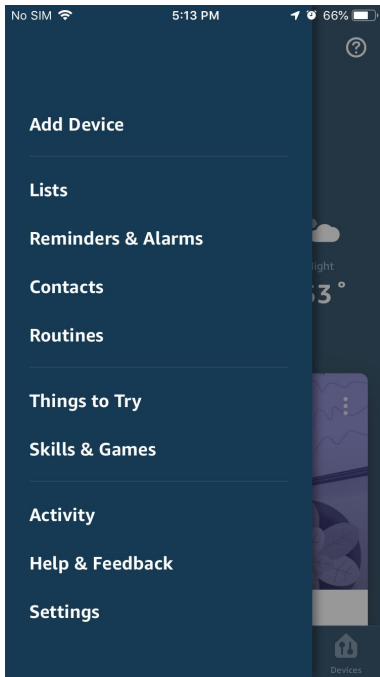 No SIM 5:13 PM 66%
Add Device
Lists
Reminders & Alarms
Contacts
Routines
Things to Try
Skills & Games
Activity
Help & Feedback
Settings
Devices